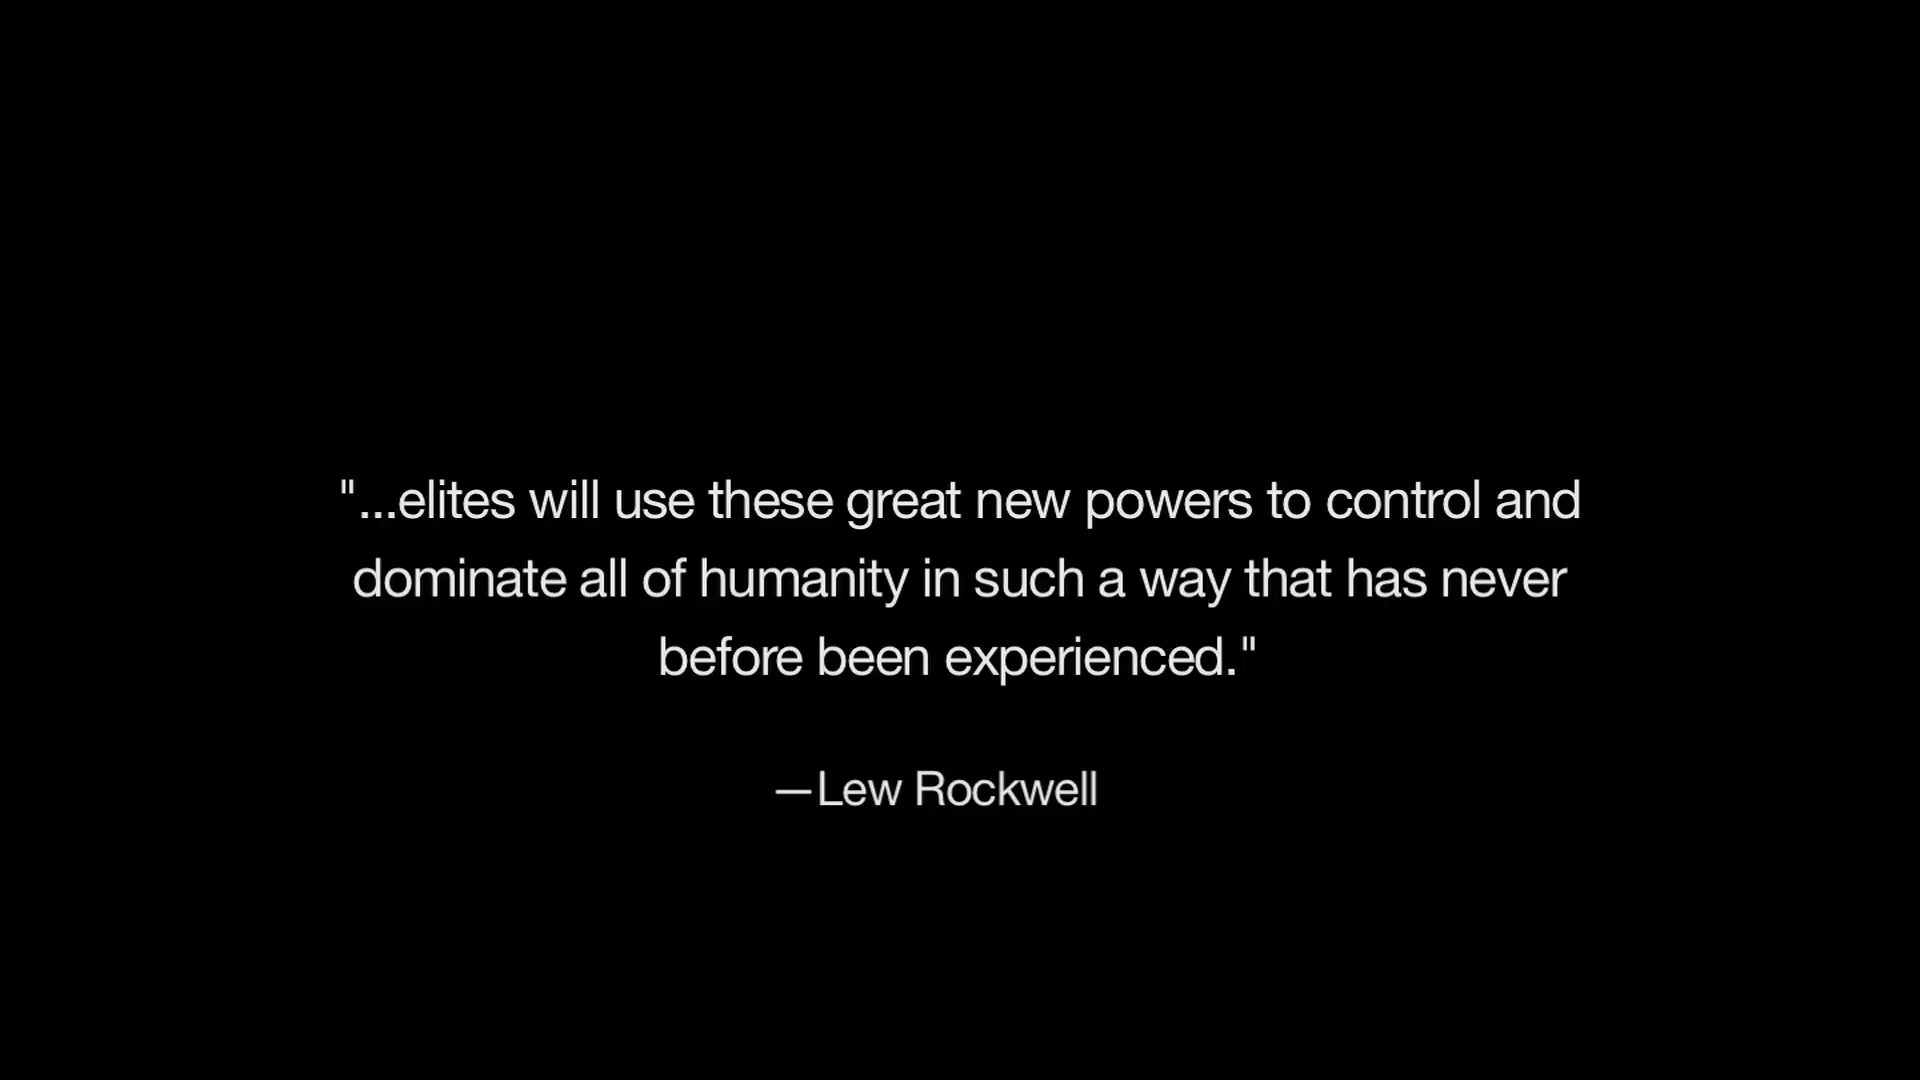 "...elites will use these great new powers to control and
dominate all of humanity in such a way that has never
before been experienced."
—Lew Rockwell